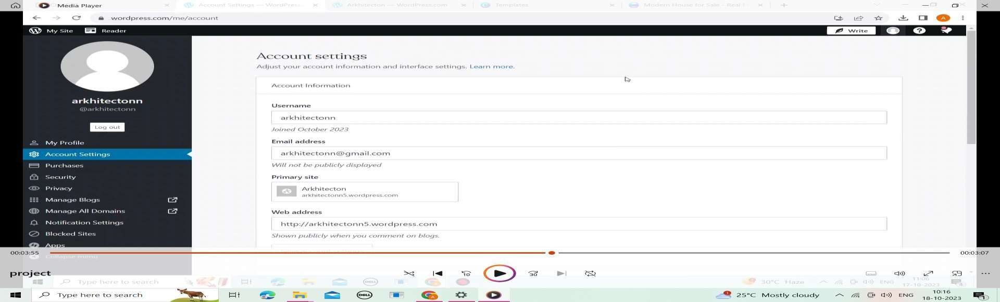 Media Player
Account Settings — WordPress.
Arkhitecton — WordPress.com
Templates
Modern House for Sale - Real
wordpress.com/me/account
My Site
Reader
Write
arkhitectonn
@arkhitectonn
Log out
My Profile
Account Settings
Purchases
Security
Privacy
Manage Blogs
Manage All Domains
Notification Settings
Blocked Sites
Apps
Collapse menu
Account settings
Adjust your account information and interface settings. Learn more.
Account Information
Username
arkhitectonn
Joined October 2023
Email address
arkhitectonn@gmail.com
Will not be publicly displayed
Primary site
Arkhitecton
arkhitectonn5.wordpress.com
Web address
http://arkhitectonn5.wordpress.com
Shown publicly when you comment on blogs.
00:03:55
00:03:07
project
10
30
Type here to search
DELL
30°C Haze
ENG
11:06
17-10-2023
Type here to search
DELL
25°C Mostly cloudy
ENG
10:16
18-10-2023